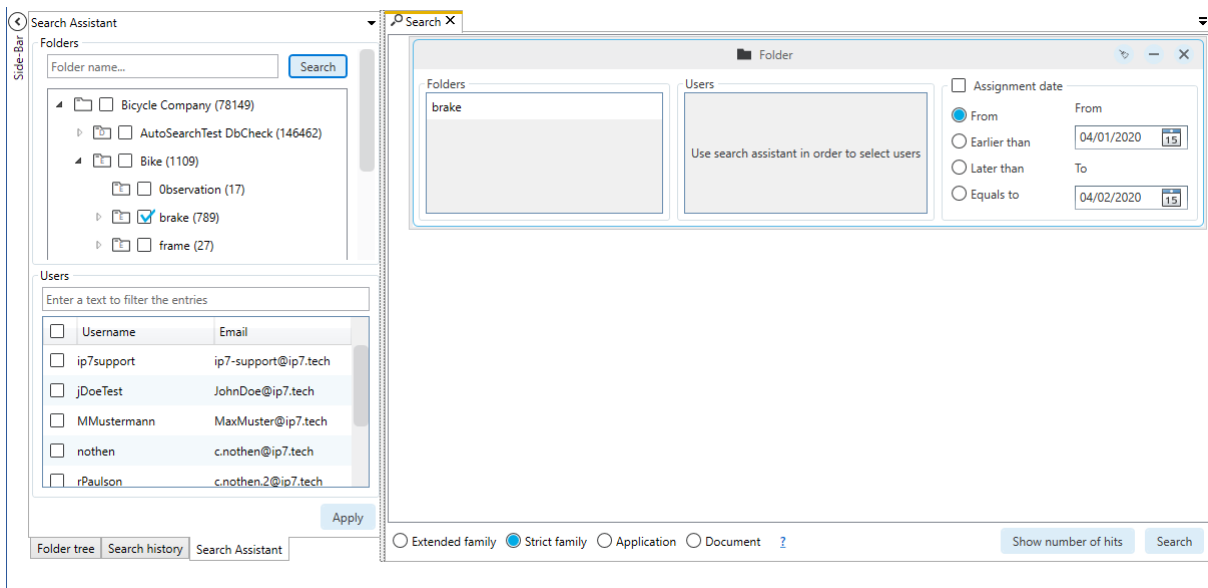 Side-Bar
Search Assistant
Folders
Folder name...
Search
Bicycle Company (78149)
AutoSearchTest DbCheck (146462)
Bike (1109)
0bservation (17)
brake (789)
frame (27)
Users
Enter a text to filter the entries
Username Email
ip7support ip7-support@ip7.tech
jDoeTest JohnDoe@ip7.tech
MMustermann MaxMuster@ip7.tech
nothen c.nothen@ip7.tech
rPaulson c.nothen.2@ip7.tech
Apply
Folder tree Search history Search Assistant
Search
Folder
Folders
brake
Users
Use search assistant in order to select users
Assignment date
From
Earlier than
Later than
Equals to
From
04/01/2020 15
To
04/02/2020 15
Extended family Strict family Application Document ?
Show number of hits Search